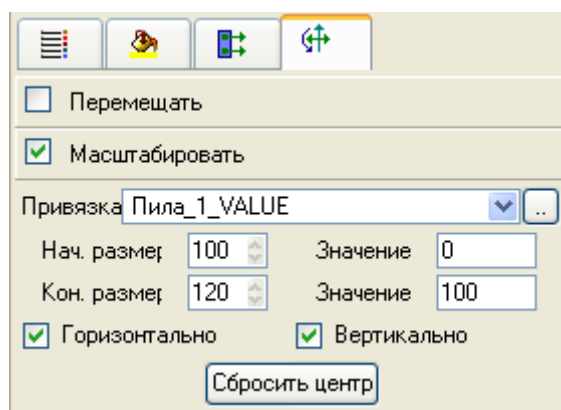 Перемещать
Масштабировать
Привязка Пила_1_VALUE ..
Нач. размер 100 Значение 0
Кон. размер 120 Значение 100
Горизонтально Вертикально
Сбросить центр